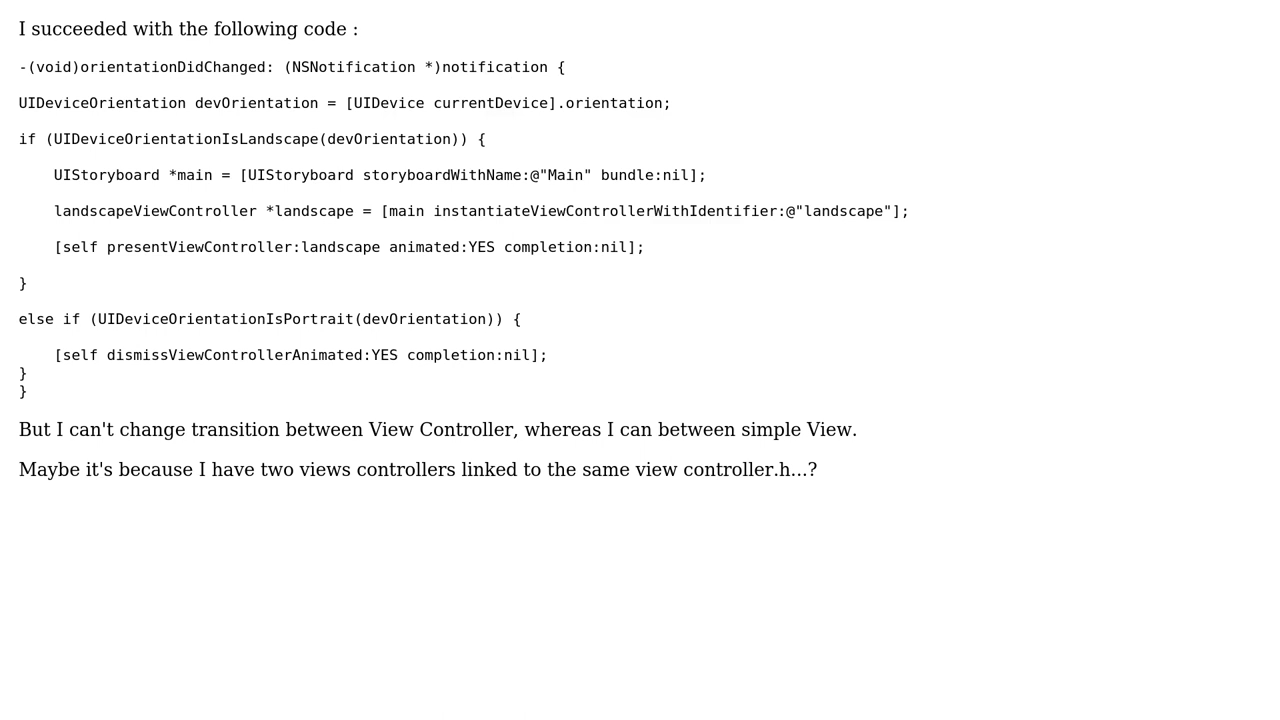 I succeeded with the following code :
-(void)orientationDidChanged: (NSNotification *)notification {
UIDeviceOrientation devOrientation = [UIDevice currentDevice].orientation;
if (UIDeviceOrientationIsLandscape(devOrientation)) {
    UIStoryboard *main = [UIStoryboard storyboardWithName:@"Main" bundle:nil];
    landscapeViewController *landscape = [main instantiateViewControllerWithIdentifier:@"landscape"];
    [self presentViewController:landscape animated:YES completion:nil];
}
else if (UIDeviceOrientationIsPortrait(devOrientation)) {
    [self dismissViewControllerAnimated:YES completion:nil];
}
}
But I can't change transition between View Controller, whereas I can between simple View.
Maybe it's because I have two views controllers linked to the same view controller.h...?